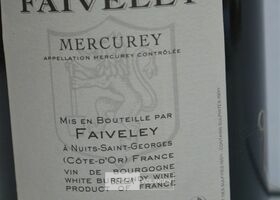 FAIVELEY
MERCUREY
APPELLATION MERCUREY CONTRÔLÉE
MIS EN BOUTEILLE PAR
FAIVELEY
À NUITS-SAINT-GEORGES
(CÔTE-D'OR) FRANCE
VIN DE BOURGOGNE
WHITE BURGUNDY WINE
PRODUCT OF FRANCE